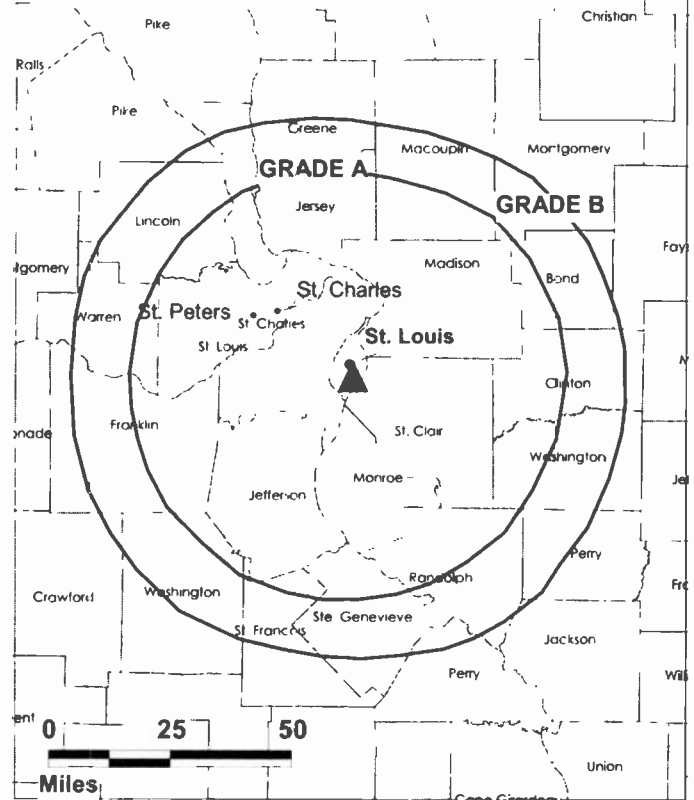 Pike
Christian
Ralls
Pike
Greene
Macoupin
Montgomery
GRADE A
Jersey
GRADE B
Lincoln
Madison
Bond
St. Charles
Warren
St. Peters
St Charles
St. Louis
St Louis
Clinton
Franklin
St. Clair
Washington
Monroe
Jefferson
Perry
Randolph
Crawford
Washington
Ste Genevieve
St Francois
Jackson
Perry
0 25 50
Miles
Union